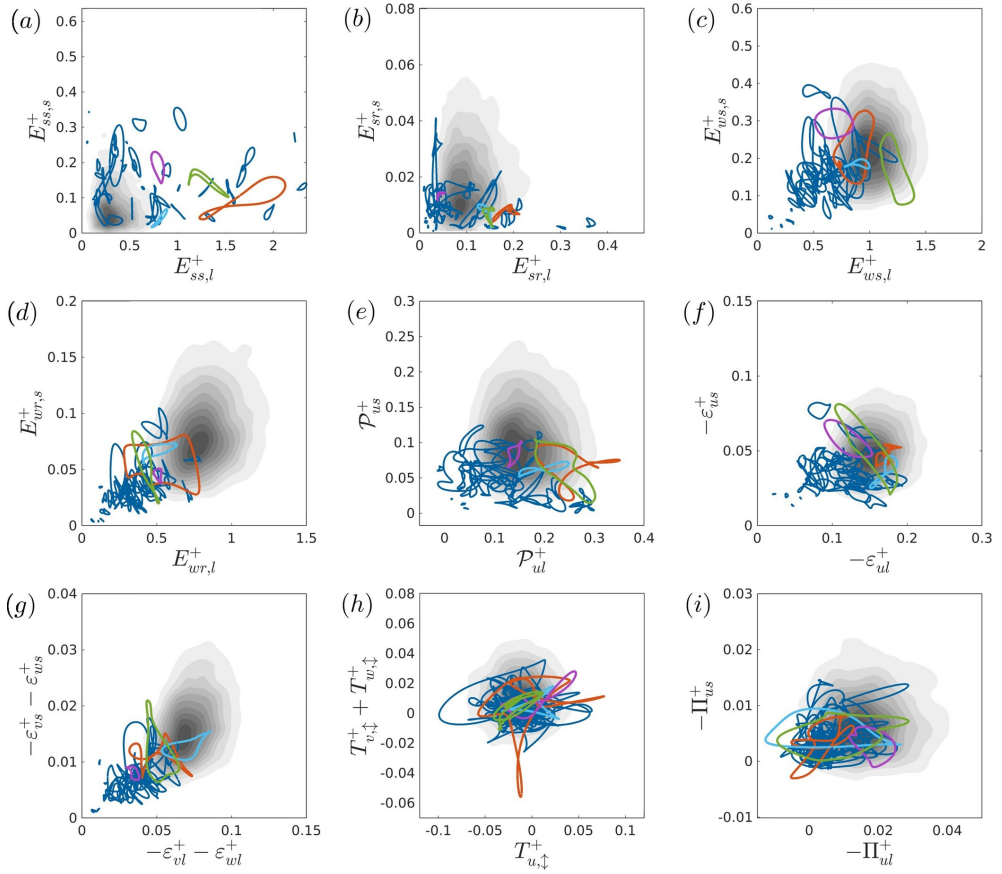 (a)
0.6
0.5
0.4
0.3
0.2
0.1
0
0 1 2
E⁺ss,s
E⁺ss,l
(b)
0.08
0.06
0.04
0.02
0
0 0.1 0.2 0.3 0.4
E⁺sr,s
E⁺sr,l
(c)
0.6
0.5
0.4
0.3
0.2
0.1
0
0 0.5 1 1.5 2
E⁺ws,s
E⁺ws,l
(d)
0.2
0.15
0.1
0.05
0
0 0.5 1 1.5
E⁺wr,s
E⁺wr,l
(e)
0.3
0.25
0.2
0.15
0.1
0.05
0
0 0.1 0.2 0.3 0.4
𝒫⁺us
𝒫⁺ul
(f)
0.15
0.1
0.05
0
0 0.1 0.2 0.3
−ε⁺us
−ε⁺ul
(g)
0.04
0.03
0.02
0.01
0
0 0.05 0.1 0.15
−ε⁺vs − ε⁺ws
−ε⁺vl − ε⁺wl
(h)
0.08
0.06
0.04
0.02
0
-0.02
-0.04
-0.06
-0.1 -0.05 0 0.05 0.1
T⁺v,↕ + T⁺w,↕
T⁺u,↕
(i)
0.03
0.02
0.01
0
-0.01
0 0.02 0.04
−Π⁺us
−Π⁺ul